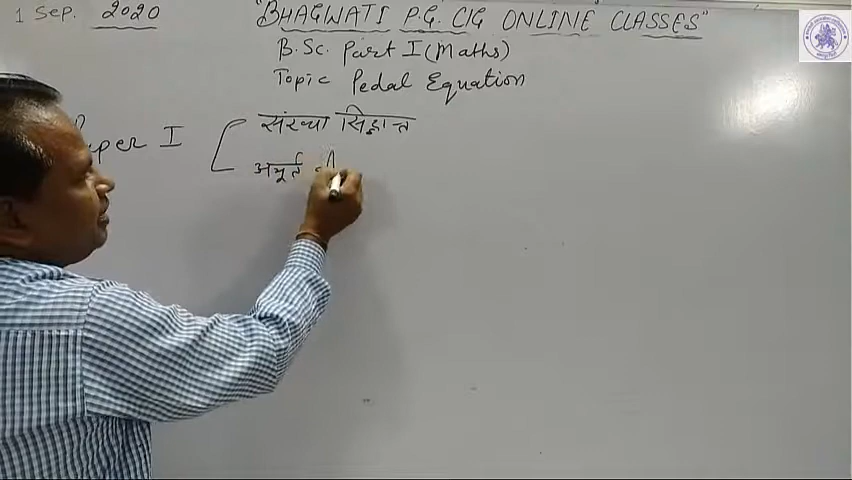 1 Sep. 2020
"BHAGWATI P.G. ClG ONLINE CLASSES"
B.Sc. Part I (Maths)
Topic Pedal Equation
Paper I
संख्या सिद्धान्त
अमूर्त